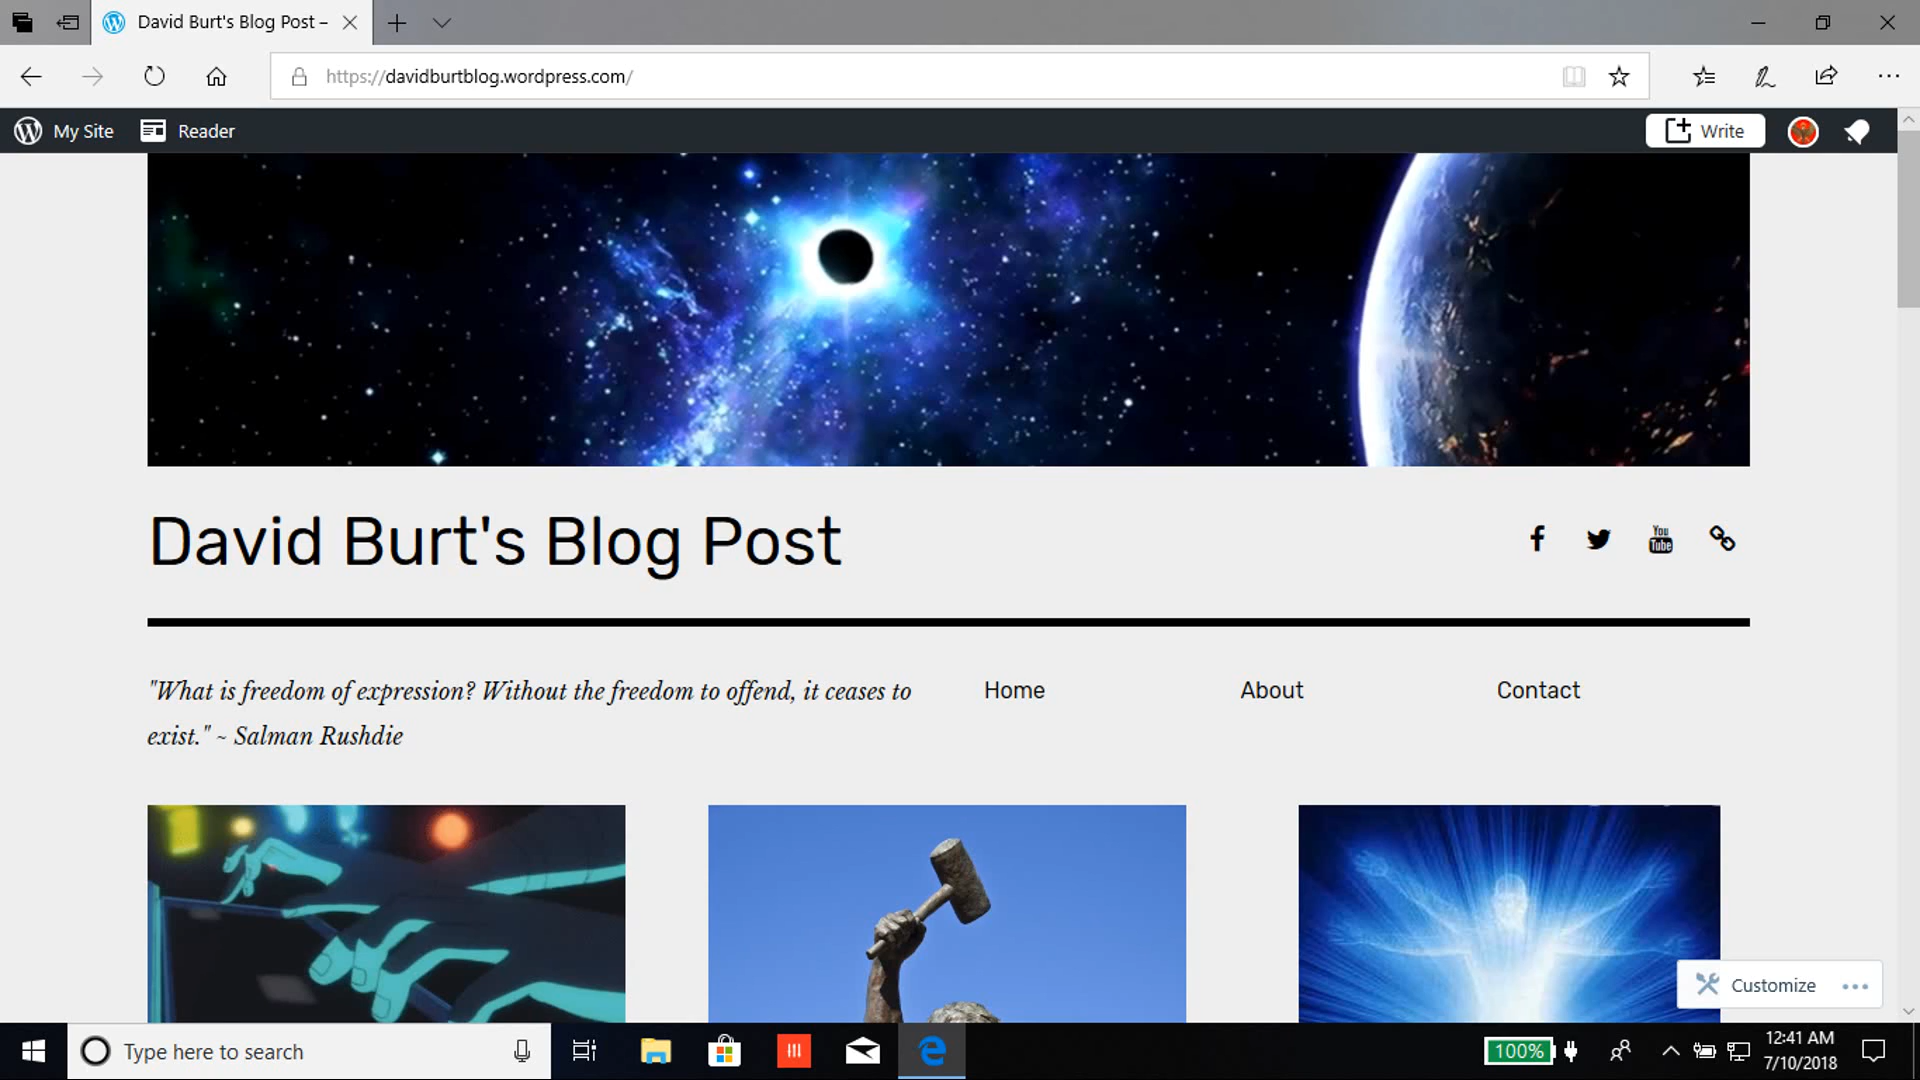 David Burt's Blog Post –
https://davidburtblog.wordpress.com/
My Site
Reader
Write
David Burt's Blog Post
You
Tube
"What is freedom of expression? Without the freedom to offend, it ceases to
exist." ~ Salman Rushdie
Home
About
Contact
Customize
Type here to search
100%
12:41 AM
7/10/2018